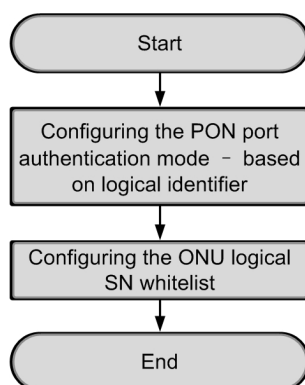 Start
Configuring the PON port
authentication mode – based
on logical identifier
Configuring the ONU logical
SN whitelist
End